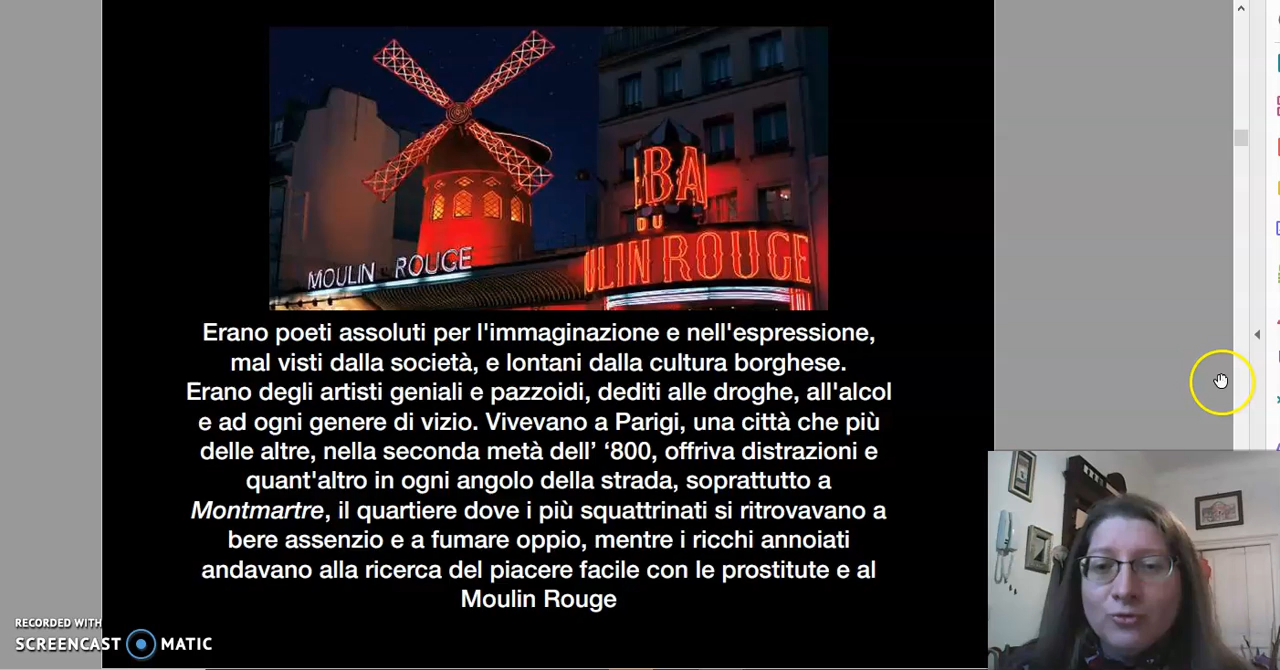 MOULIN ROUGE
BA
DU
ULIN ROUGE
Erano poeti assoluti per l'immaginazione e nell'espressione,
mal visti dalla società, e lontani dalla cultura borghese.
Erano degli artisti geniali e pazzoidi, dediti alle droghe, all'alcol
e ad ogni genere di vizio. Vivevano a Parigi, una città che più
delle altre, nella seconda metà dell’ ‘800, offriva distrazioni e
quant'altro in ogni angolo della strada, soprattutto a
Montmartre, il quartiere dove i più squattrinati si ritrovavano a
bere assenzio e a fumare oppio, mentre i ricchi annoiati
andavano alla ricerca del piacere facile con le prostitute e al
Moulin Rouge
RECORDED WITH
SCREENCAST MATIC